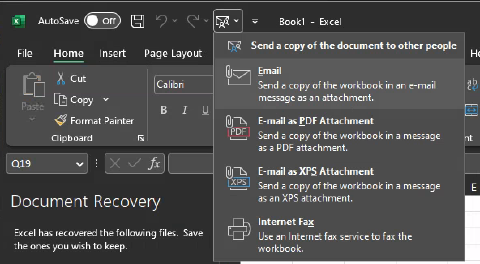 AutoSave Off Book1 - Excel
File Home Insert Page Layout
Send a copy of the document to other people
Cut
Copy
Format Painter
Paste
Clipboard
Calibri
B I U
Email
Send a copy of the workbook in an e-mail
message as an attachment.
E-mail as PDF Attachment
Send a copy of the workbook in a message
as a PDF attachment.
E-mail as XPS Attachment
Send a copy of the workbook in a message
as an XPS attachment.
Internet Fax
Use an Internet fax service to fax the
workbook.
PDF
XPS
ab
Q19
fx
E
Document Recovery
Excel has recovered the following files. Save
the ones you wish to keep.